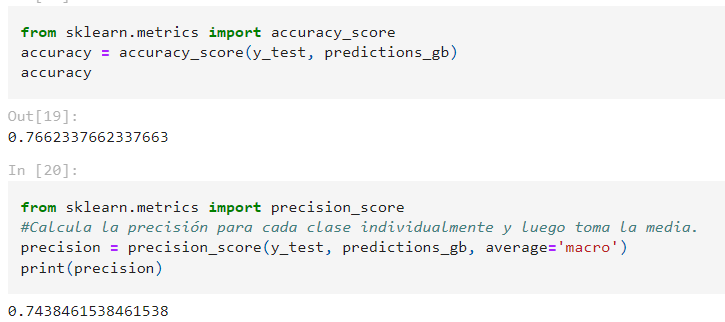 from sklearn.metrics import accuracy_score
accuracy = accuracy_score(y_test, predictions_gb)
accuracy
Out[19]:
0.7662337662337663
In [20]:
from sklearn.metrics import precision_score
#Calcula la precisión para cada clase individualmente y luego toma la media.
precision = precision_score(y_test, predictions_gb, average='macro')
print(precision)
0.7438461538461538